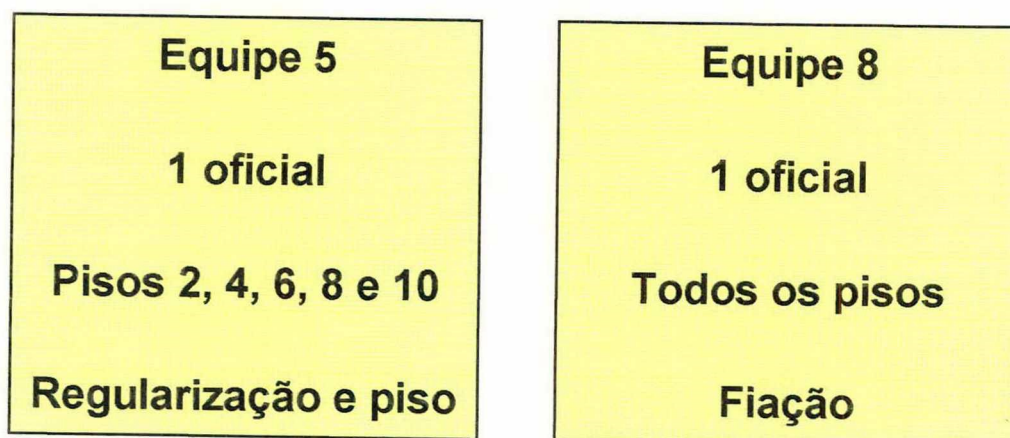 Equipe 5
1 oficial
Pisos 2, 4, 6, 8 e 10
Regularização e piso
Equipe 8
1 oficial
Todos os pisos
Fiação